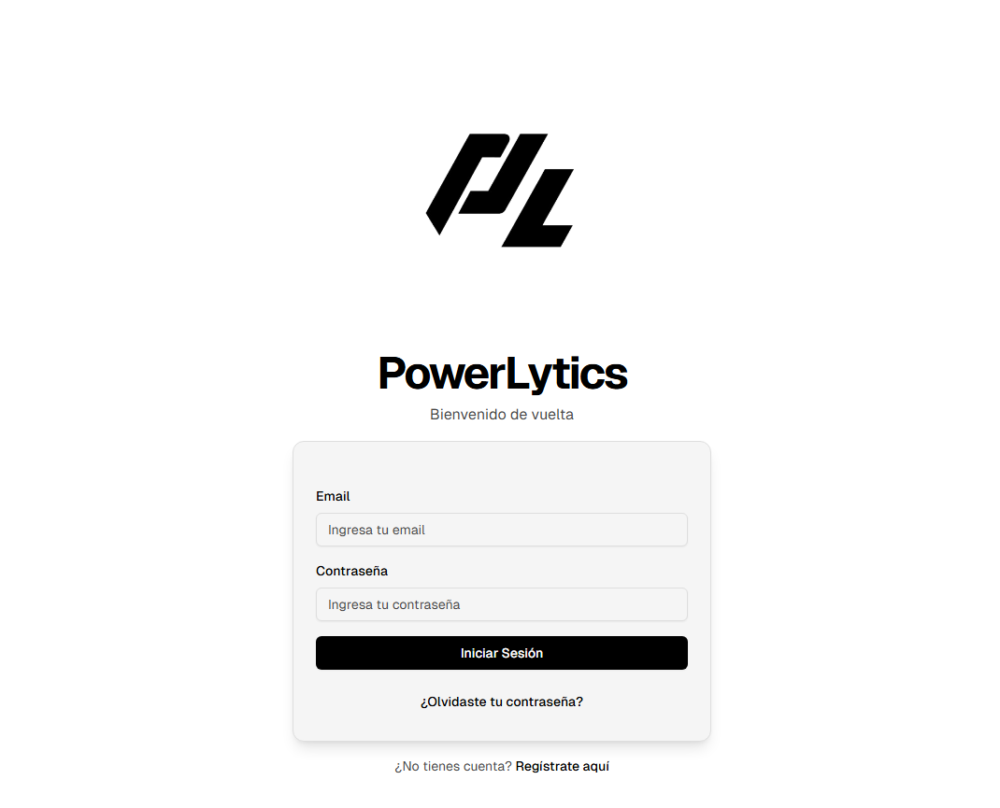 PL
PowerLytics
Bienvenido de vuelta
Email
Ingresa tu email
Contraseña
Ingresa tu contraseña
Iniciar Sesión
¿Olvidaste tu contraseña?
¿No tienes cuenta? Regístrate aquí